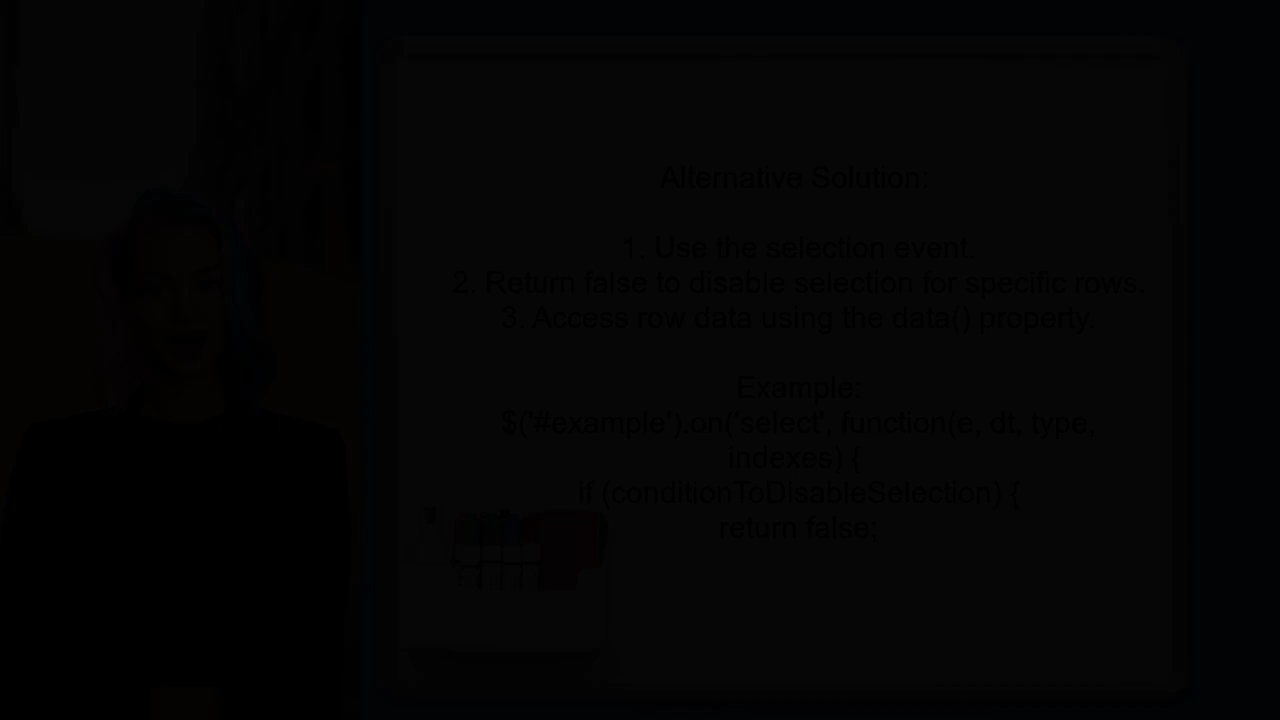 Alternative Solution:
1. Use the selection event.
2. Return false to disable selection for specific rows.
3. Access row data using the data() property.
Example:
$('#example').on('select', function(e, dt, type,
indexes) {
if (conditionToDisableSelection) {
return false;